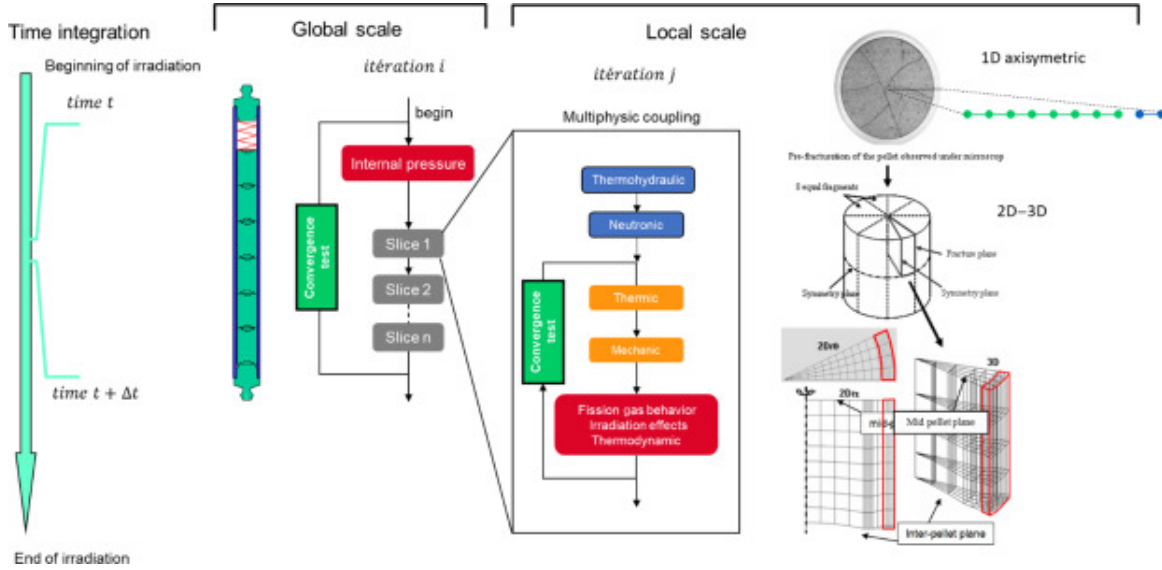 Time integration
Beginning of irradiation
time t
time t + Δt
End of irradiation
Global scale
itération i
begin
Internal pressure
Convergence
test
Slice 1
Slice 2
Slice n
Local scale
itération j
Multiphysic coupling
Thermohydraulic
Neutronic
Convergence
test
Thermic
Mechanic
Fission gas behavior
Irradiation effects
Thermodynamic
1D axisymetric
Pre-fracturation of the pellet observed under microscop
8 equal fragments
2D–3D
Fracture plane
Symmetry plane
Symmetry plane
3D
Mid pellet plane
Inter-pellet plane